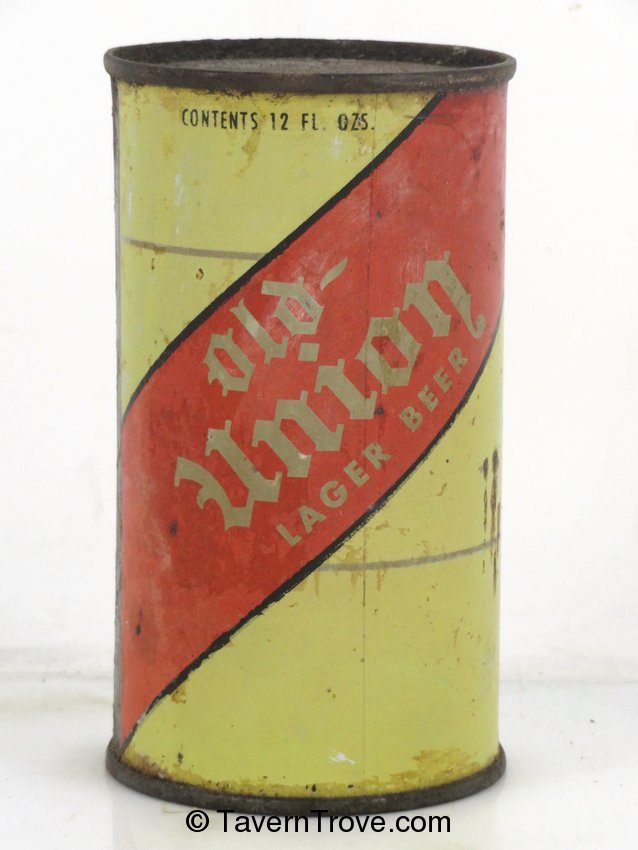 CONTENTS 12 FL. OZS.
Old
Union
LAGER BEER
© TavernTrove.com